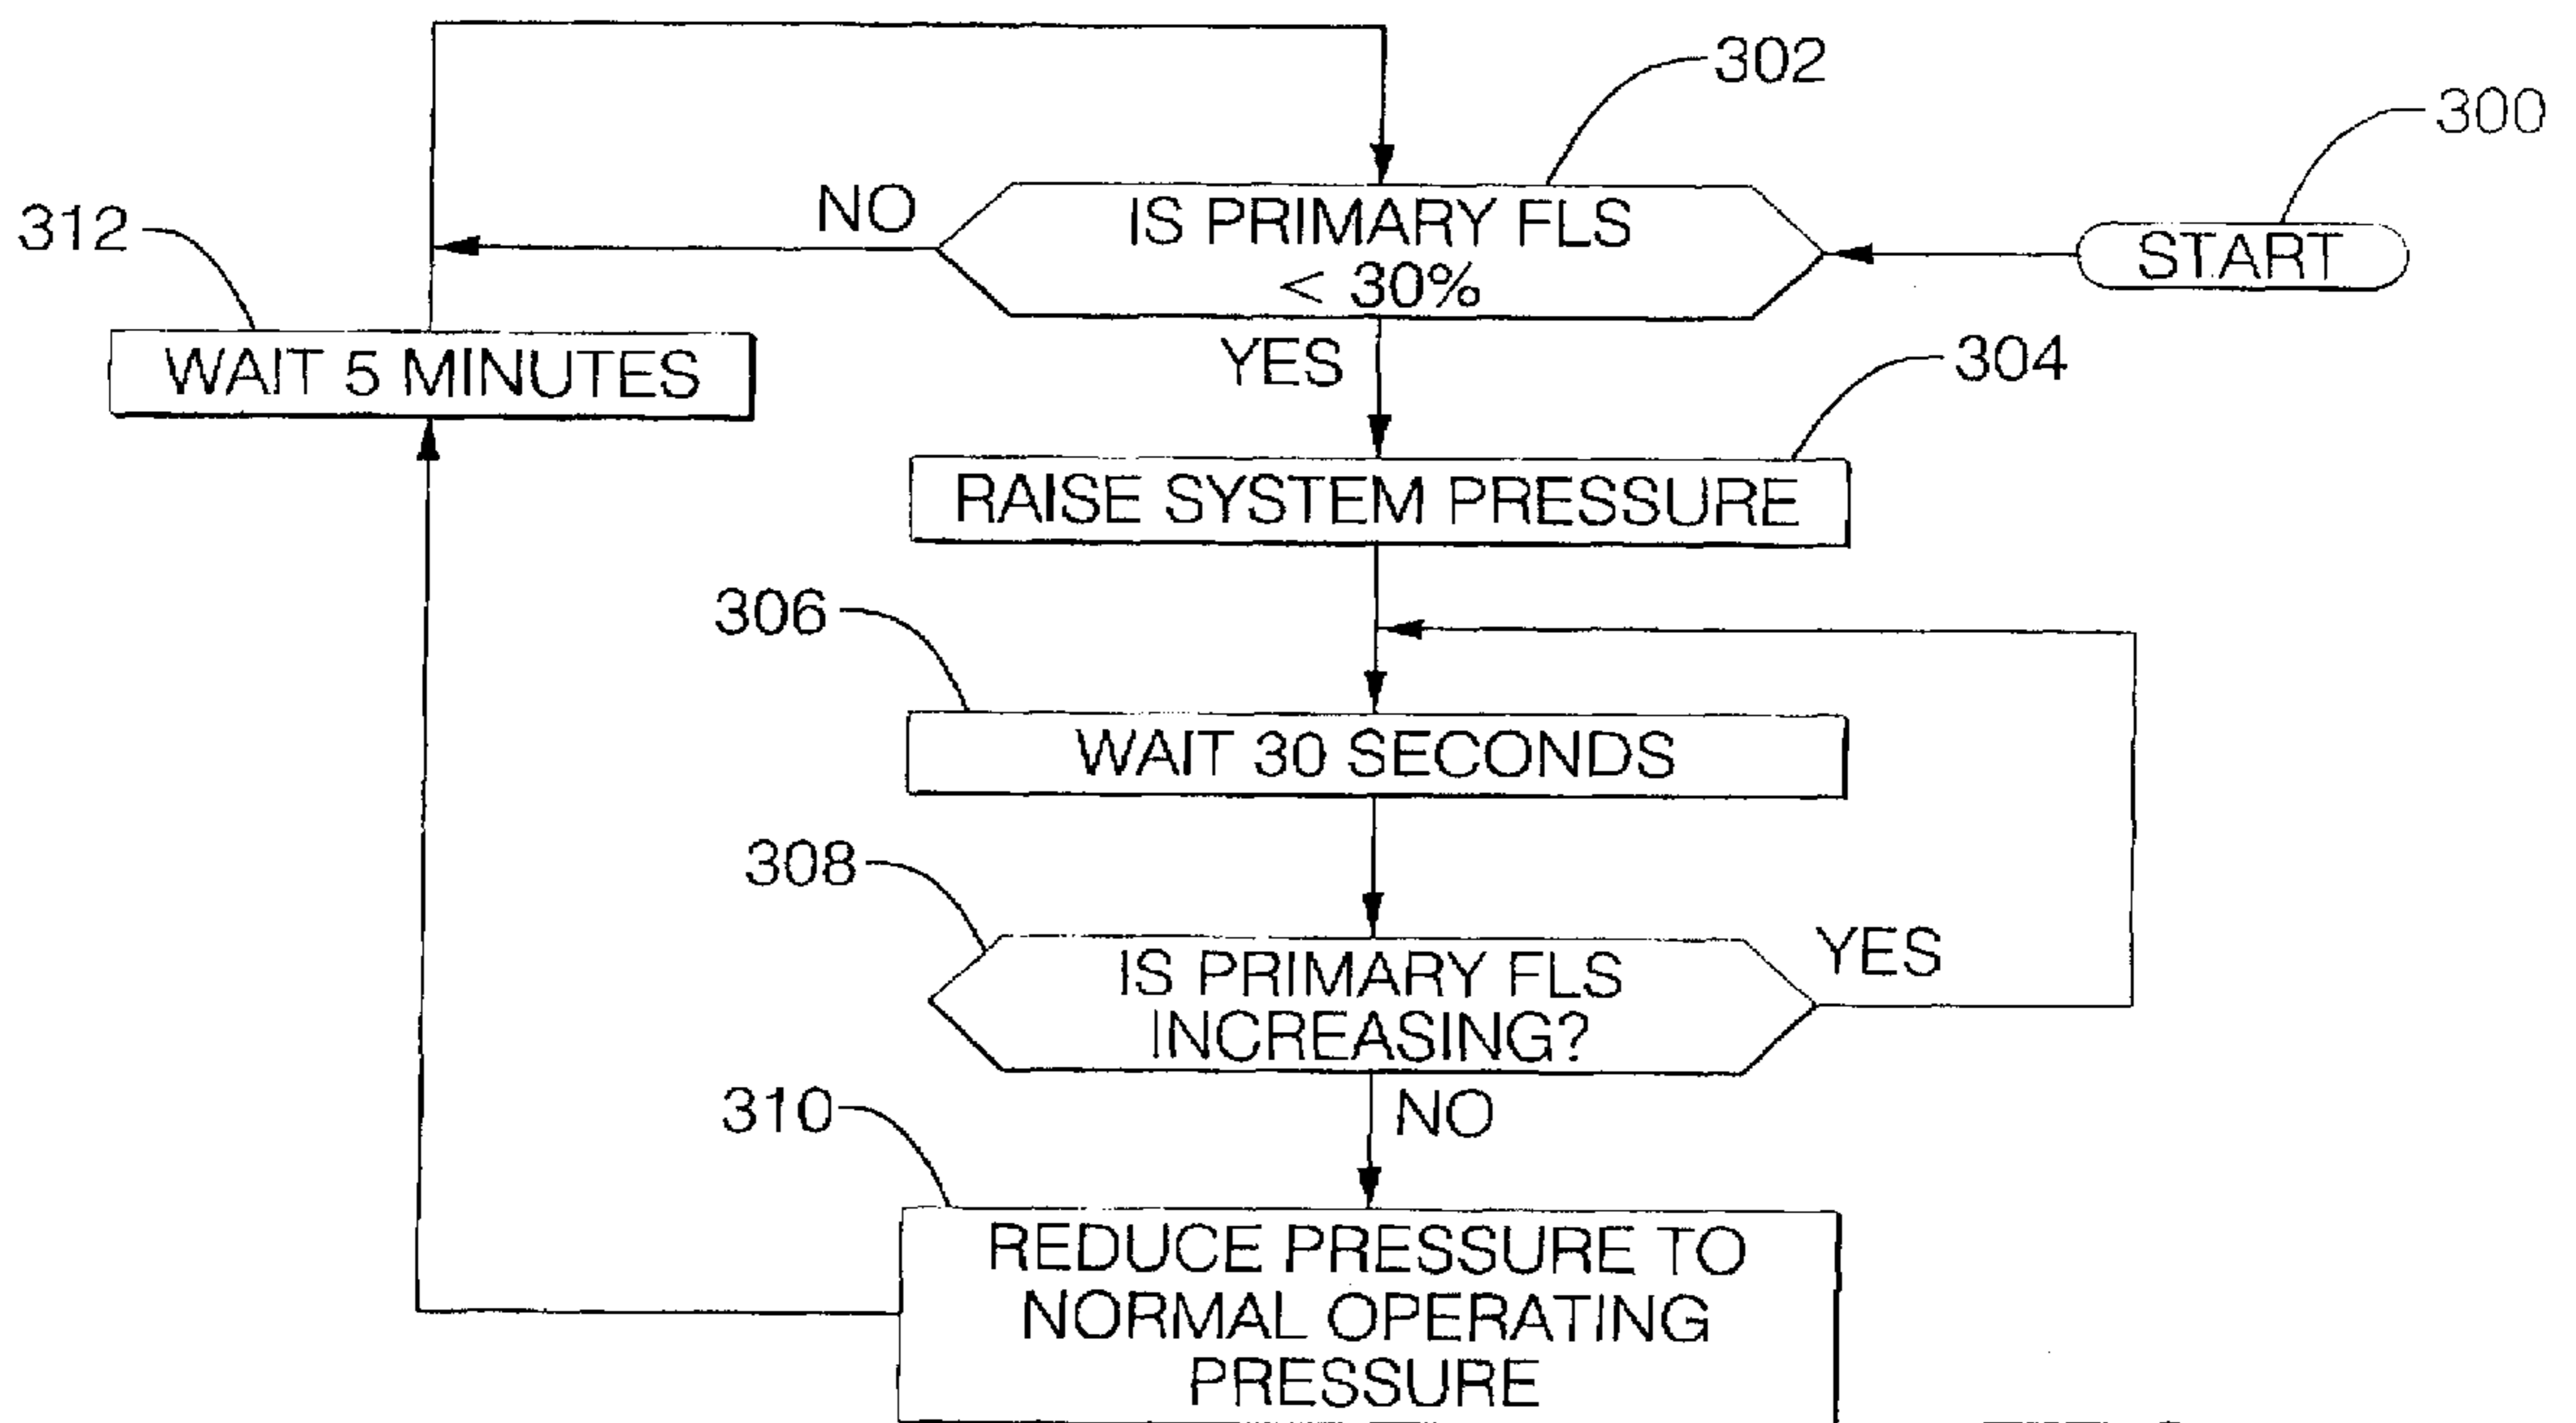 302
300
312
NO
IS PRIMARY FLS
< 30%
START
WAIT 5 MINUTES
YES
304
RAISE SYSTEM PRESSURE
306
WAIT 30 SECONDS
308
IS PRIMARY FLS
INCREASING?
YES
310
NO
REDUCE PRESSURE TO
NORMAL OPERATING
PRESSURE